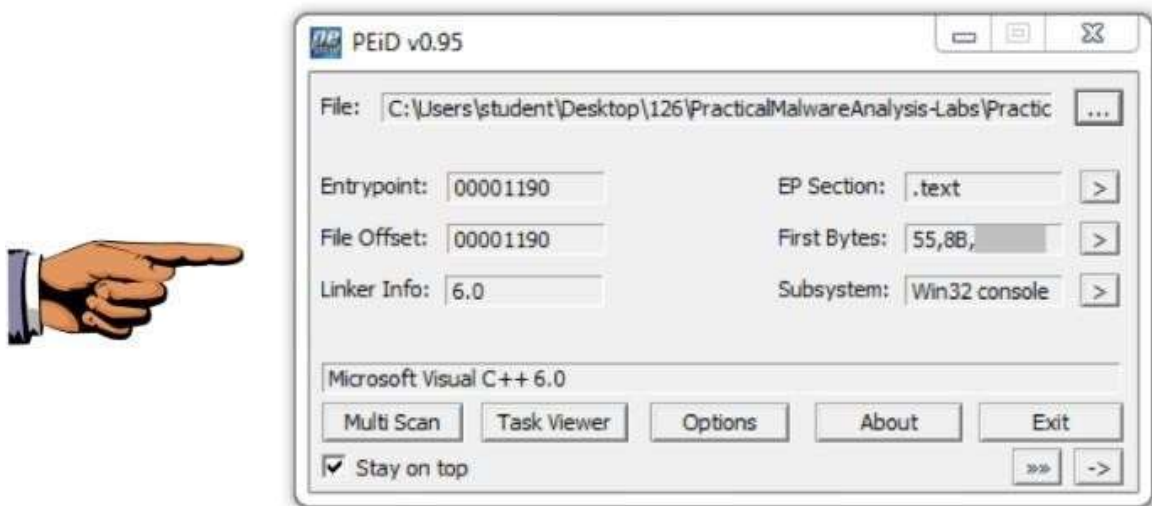 PEiD v0.95
File: C:\Users\student\Desktop\126\PracticalMalwareAnalysis-Labs\Practic ...
Entrypoint: 00001190 EP Section: .text >
File Offset: 00001190 First Bytes: 55,8B, >
Linker Info: 6.0 Subsystem: Win32 console >
Microsoft Visual C++ 6.0
Multi Scan Task Viewer Options About Exit
Stay on top »» ->